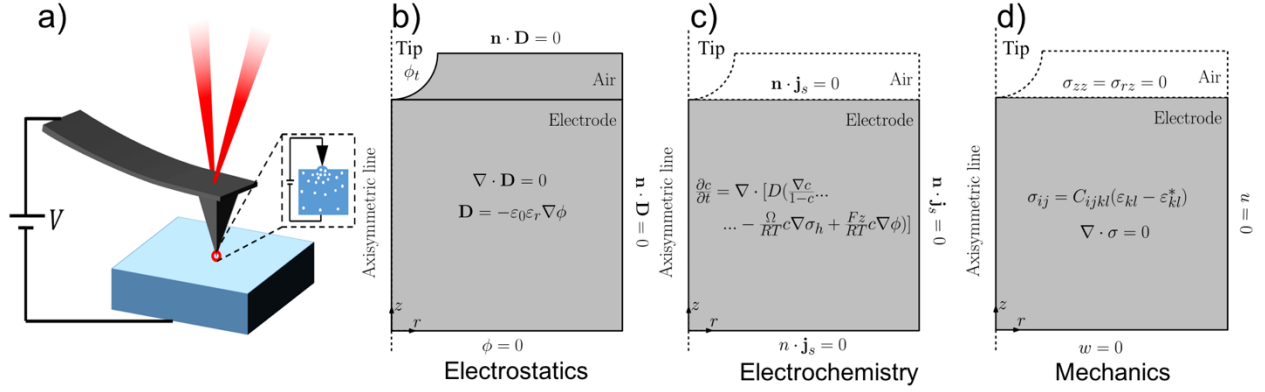 a)
V
b)
Tip
ϕ_t
n · D = 0
Air
Electrode
Axisymmetric line
∇ · D = 0
D = −ε₀ε_r∇ϕ
n · D = 0
z
r
ϕ = 0
Electrostatics
c)
Tip
n · j_s = 0
Air
Electrode
Axisymmetric line
∂c/∂t = ∇ · [D(∇c/(1−c)...
... − Ω/RT c∇σ_h + Fz/RT c∇ϕ)]
n · j_s = 0
z
r
n · j_s = 0
Electrochemistry
d)
Tip
σ_zz = σ_rz = 0
Air
Electrode
Axisymmetric line
σ_ij = C_ijkl(ε_kl − ε*_kl)
∇ · σ = 0
u = 0
z
r
w = 0
Mechanics